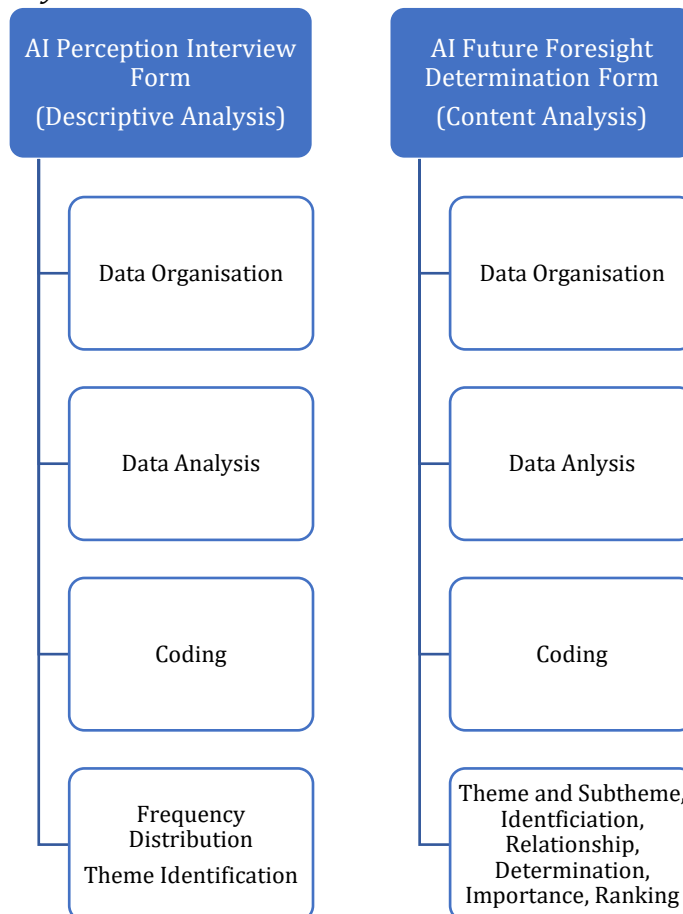 AI Perception Interview
Form
(Descriptive Analysis)
Data Organisation
Data Analysis
Coding
Frequency
Distribution
Theme Identification
AI Future Foresight
Determination Form
(Content Analysis)
Data Organisation
Data Anlysis
Coding
Theme and Subtheme,
Identficiation,
Relationship,
Determination,
Importance, Ranking